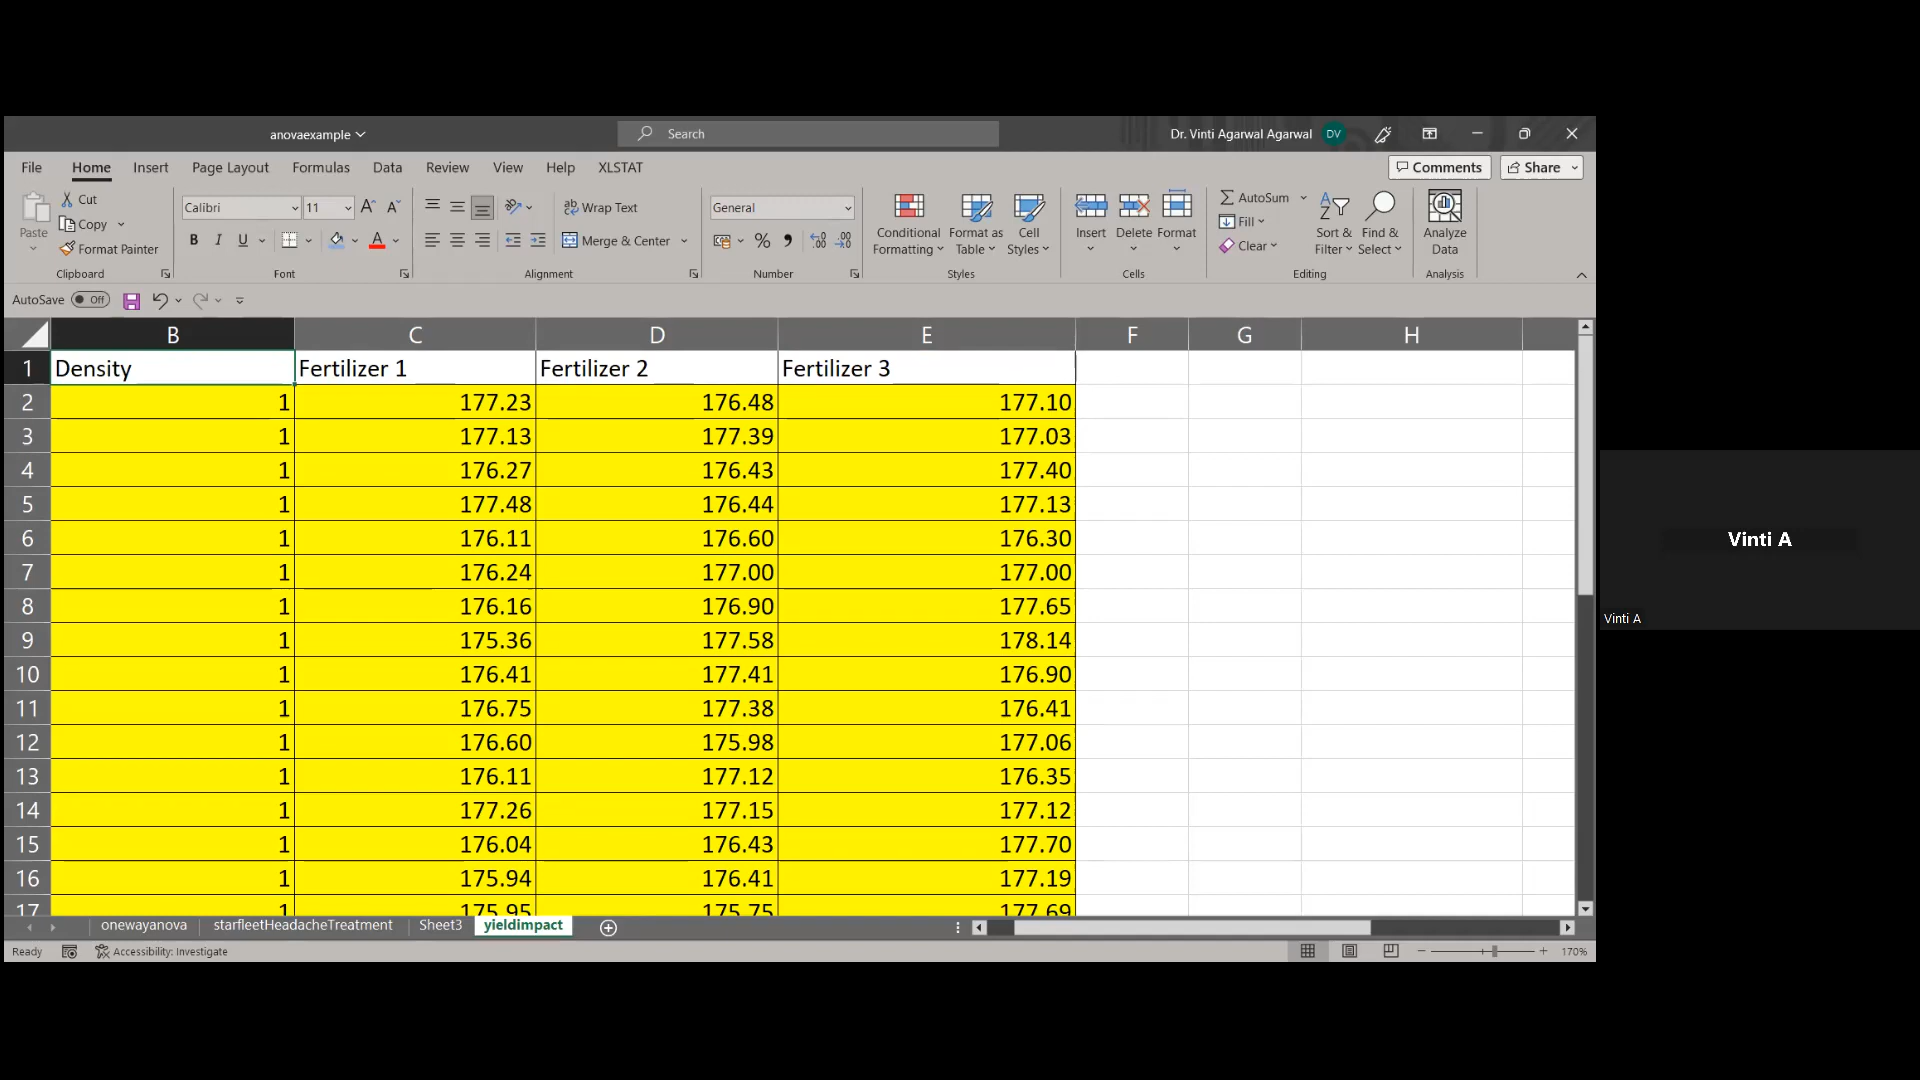 anovaexample
Search
Dr. Vinti Agarwal Agarwal
DV
File Home Insert Page Layout Formulas Data Review View Help XLSTAT
Comments Share
Paste
Cut
Copy
Format Painter
Clipboard
Calibri 11
B I U
Font
Wrap Text
Merge & Center
Alignment
General
Number
Conditional Formatting
Format as Table
Cell Styles
Styles
Insert Delete Format
Cells
AutoSum
Fill
Clear
Sort & Filter
Find & Select
Editing
Analyze Data
Analysis
AutoSave Off
B C D E F G H
1 Density Fertilizer 1 Fertilizer 2 Fertilizer 3
2 1 177.23 176.48 177.10
3 1 177.13 177.39 177.03
4 1 176.27 176.43 177.40
5 1 177.48 176.44 177.13
6 1 176.11 176.60 176.30
7 1 176.24 177.00 177.00
8 1 176.16 176.90 177.65
9 1 175.36 177.58 178.14
10 1 176.41 177.41 176.90
11 1 176.75 177.38 176.41
12 1 176.60 175.98 177.06
13 1 176.11 177.12 176.35
14 1 177.26 177.15 177.12
15 1 176.04 176.43 177.70
16 1 175.94 176.41 177.19
17 1 175.95 175.75 177.69
onewayanova starfleetHeadacheTreatment Sheet3 yieldimpact
Ready Accessibility: Investigate 170%
Vinti A
Vinti A